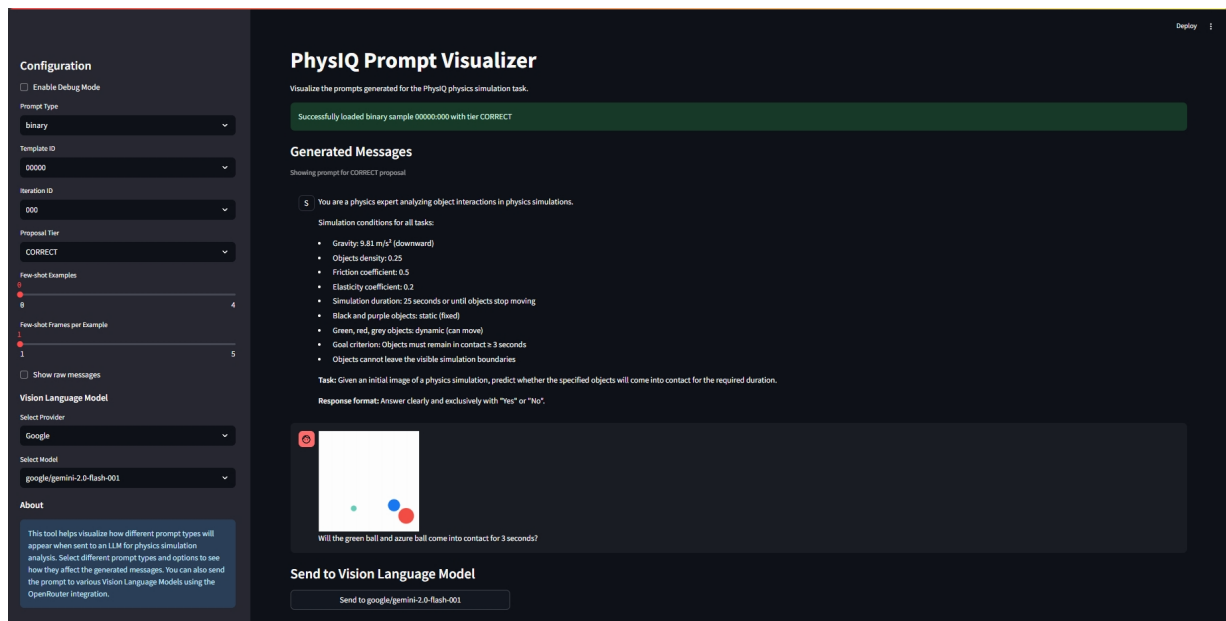 Deploy
Configuration
Enable Debug Mode
Prompt Type
binary
Template ID
00000
Iteration ID
000
Proposal Tier
CORRECT
Few-shot Examples
0
0 4
Few-shot Frames per Example
1
1 5
Show raw messages
Vision Language Model
Select Provider
Google
Select Model
google/gemini-2.0-flash-001
About
This tool helps visualize how different prompt types will
appear when sent to an LLM for physics simulation
analysis. Select different prompt types and options to see
how they affect the generated messages. You can also send
the prompt to various Vision Language Models using the
OpenRouter integration.
PhysIQ Prompt Visualizer
Visualize the prompts generated for the PhysIQ physics simulation task.
Successfully loaded binary sample 00000:000 with tier CORRECT
Generated Messages
Showing prompt for CORRECT proposal
S You are a physics expert analyzing object interactions in physics simulations.
Simulation conditions for all tasks:
• Gravity: 9.81 m/s² (downward)
• Objects density: 0.25
• Friction coefficient: 0.5
• Elasticity coefficient: 0.2
• Simulation duration: 25 seconds or until objects stop moving
• Black and purple objects: static (fixed)
• Green, red, grey objects: dynamic (can move)
• Goal criterion: Objects must remain in contact ≥ 3 seconds
• Objects cannot leave the visible simulation boundaries
Task: Given an initial image of a physics simulation, predict whether the specified objects will come into contact for the required duration.
Response format: Answer clearly and exclusively with "Yes" or "No".
Will the green ball and azure ball come into contact for 3 seconds?
Send to Vision Language Model
Send to google/gemini-2.0-flash-001